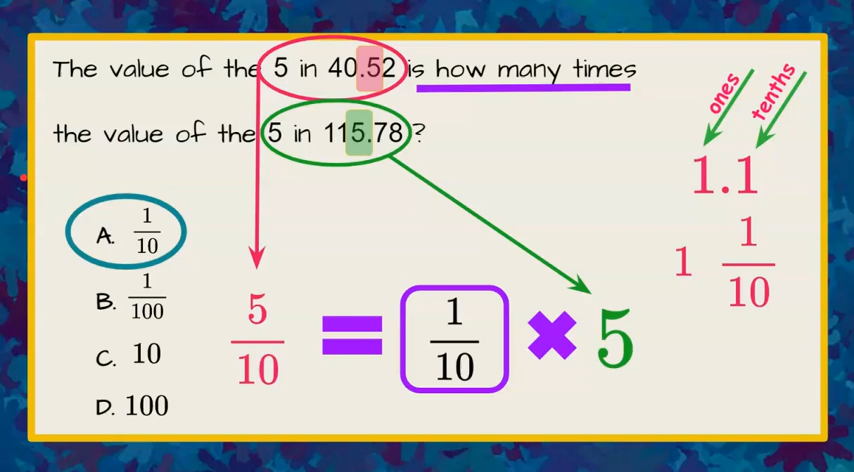 The value of the 5 in 40.52 is how many times
the value of the 5 in 115.78 ?
ones tenths
1.1
1 1/10
A. 1/10
B. 1/100
C. 10
D. 100
5/10 = 1/10 × 5